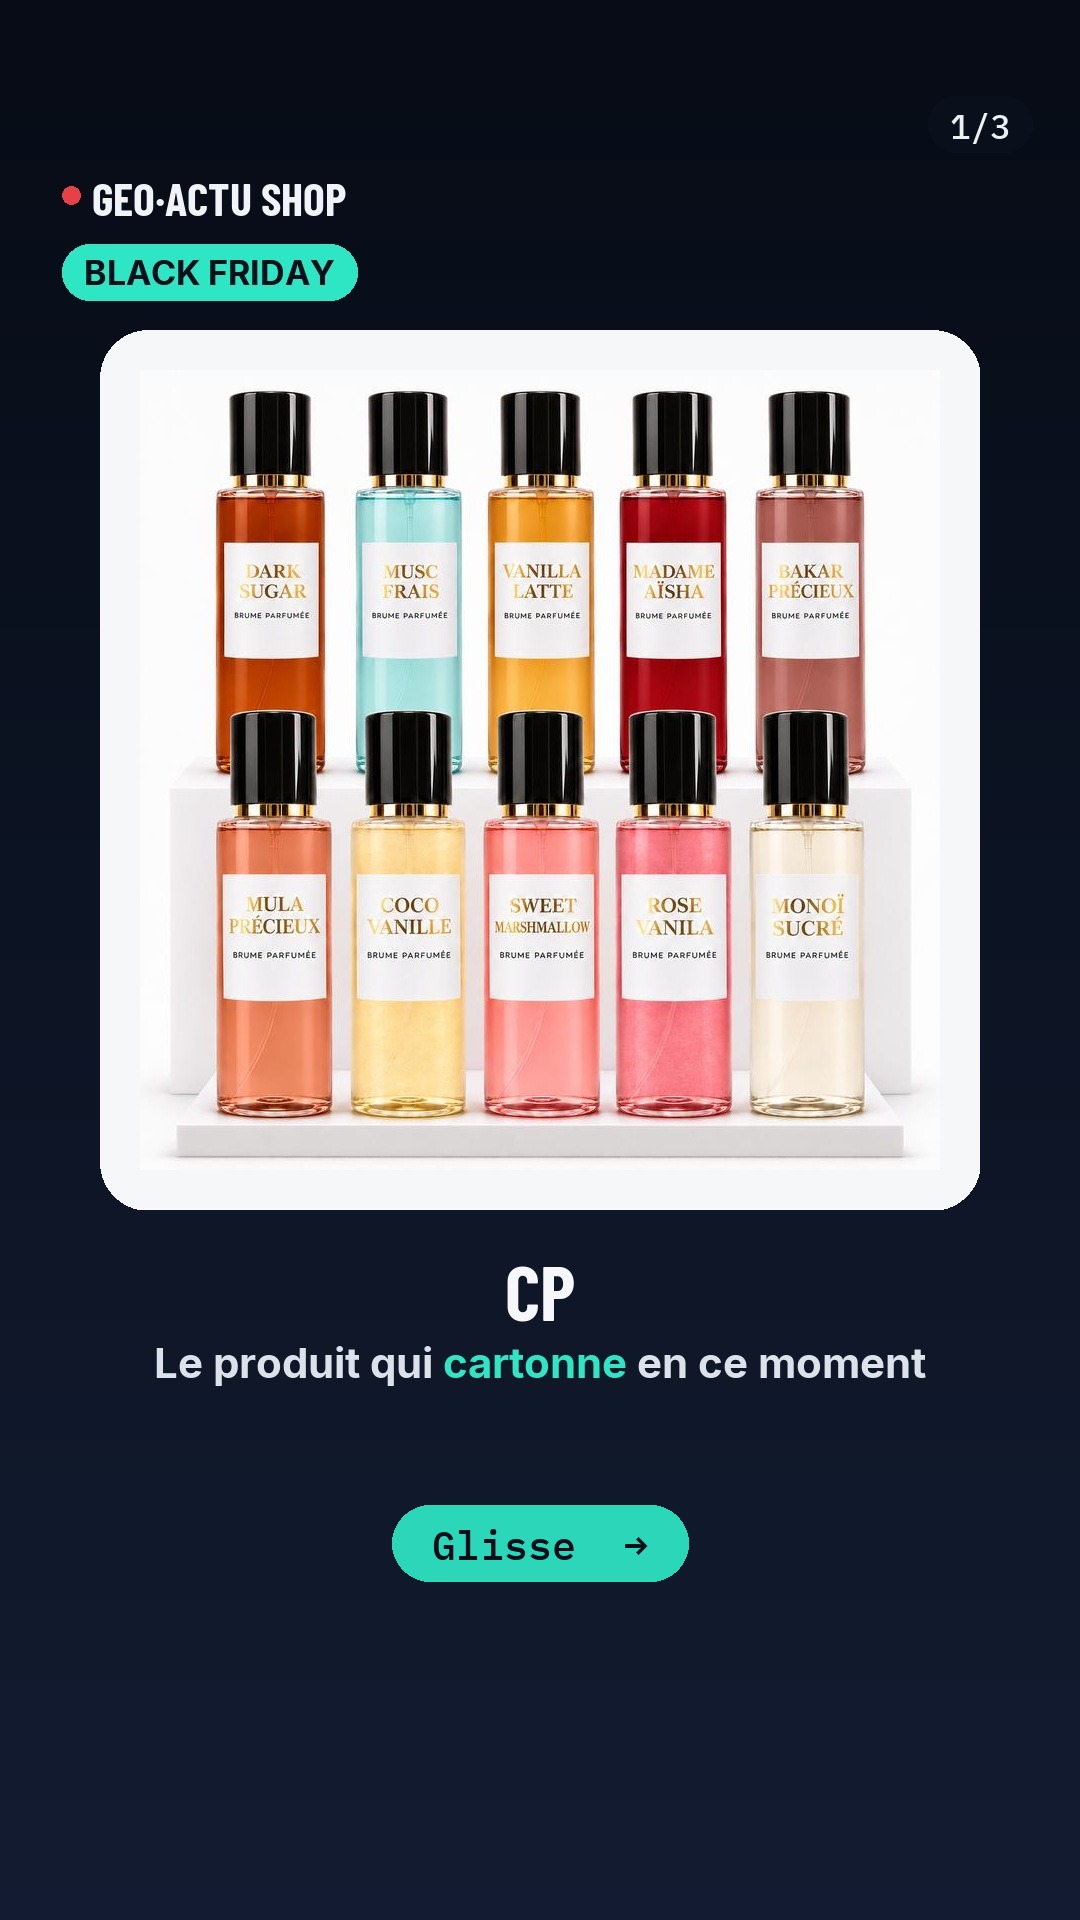 1/3
GEO·ACTU SHOP
BLACK FRIDAY
DARK
SUGAR
BRUME PARFUMÉE
MUSC
FRAIS
BRUME PARFUMÉE
VANILLA
LATTE
BRUME PARFUMÉE
MADAME
AÏSHA
BRUME PARFUMÉE
BAKAR
PRÉCIEUX
BRUME PARFUMÉE
MULA
PRÉCIEUX
BRUME PARFUMÉE
COCO
VANILLE
BRUME PARFUMÉE
SWEET
MARSHMALLOW
BRUME PARFUMÉE
ROSE
VANILA
BRUME PARFUMÉE
MONOÏ
SUCRÉ
BRUME PARFUMÉE
CP
Le produit qui cartonne en ce moment
Glisse →